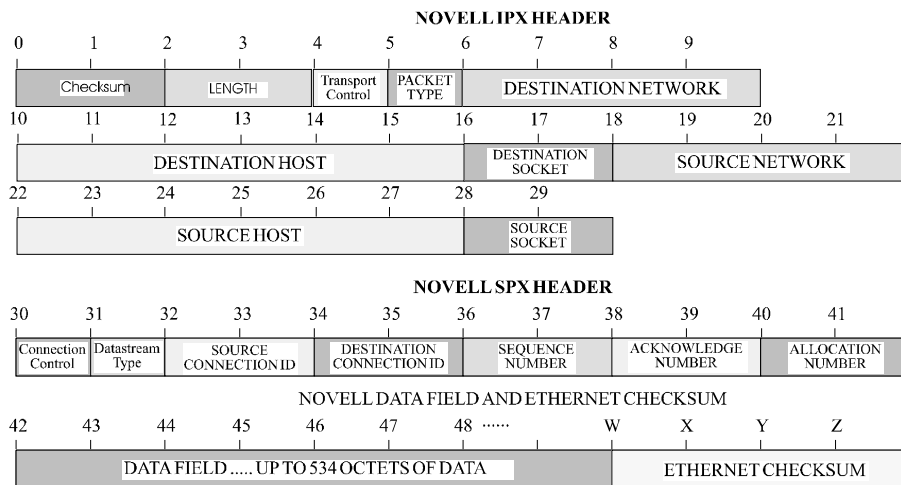 NOVELL IPX HEADER
0 1 2 3 4 5 6 7 8 9
Checksum LENGTH Transport Control PACKET TYPE DESTINATION NETWORK
10 11 12 13 14 15 16 17 18 19 20 21
DESTINATION HOST DESTINATION SOCKET SOURCE NETWORK
22 23 24 25 26 27 28 29
SOURCE HOST SOURCE SOCKET
NOVELL SPX HEADER
30 31 32 33 34 35 36 37 38 39 40 41
Connection Control Datastream Type SOURCE CONNECTION ID DESTINATION CONNECTION ID SEQUENCE NUMBER ACKNOWLEDGE NUMBER ALLOCATION NUMBER
NOVELL DATA FIELD AND ETHERNET CHECKSUM
42 43 44 45 46 47 48 ...... W X Y Z
DATA FIELD ..... UP TO 534 OCTETS OF DATA ETHERNET CHECKSUM